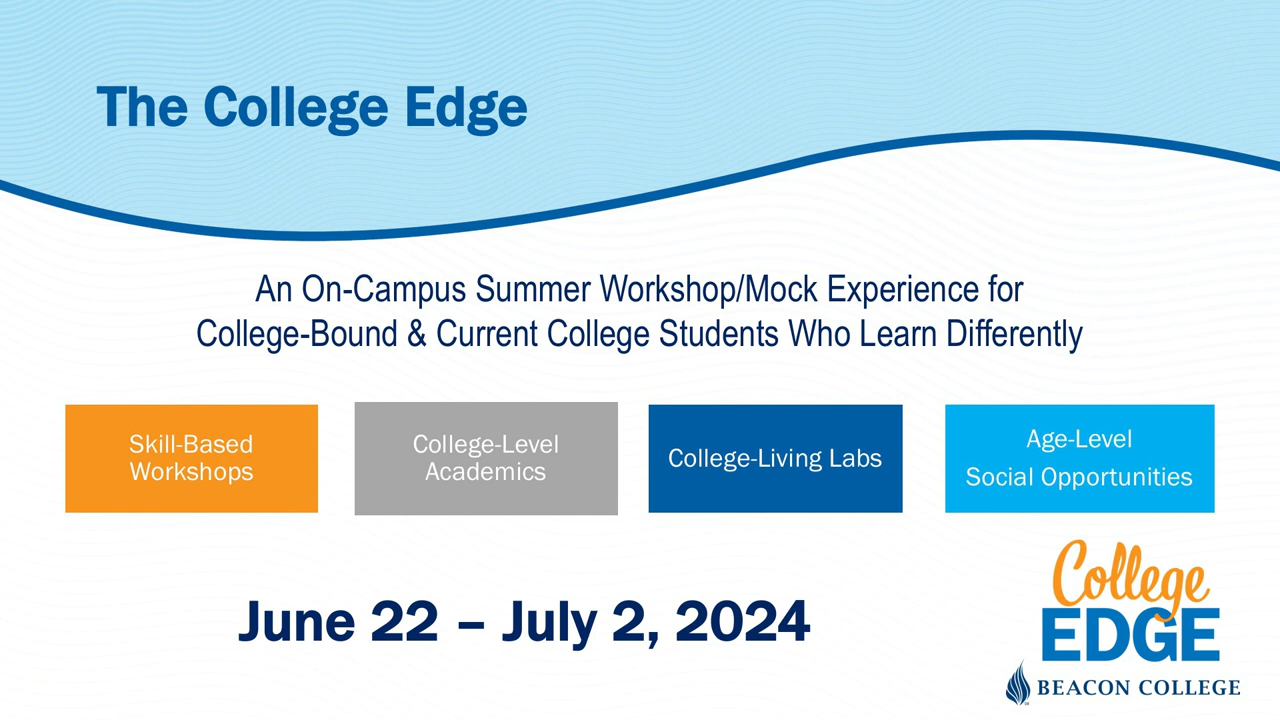 The College Edge
An On-Campus Summer Workshop/Mock Experience for
College-Bound & Current College Students Who Learn Differently
Skill-Based
Workshops
College-Level
Academics
College-Living Labs
Age-Level
Social Opportunities
June 22 – July 2, 2024
College
EDGE
BEACON COLLEGE